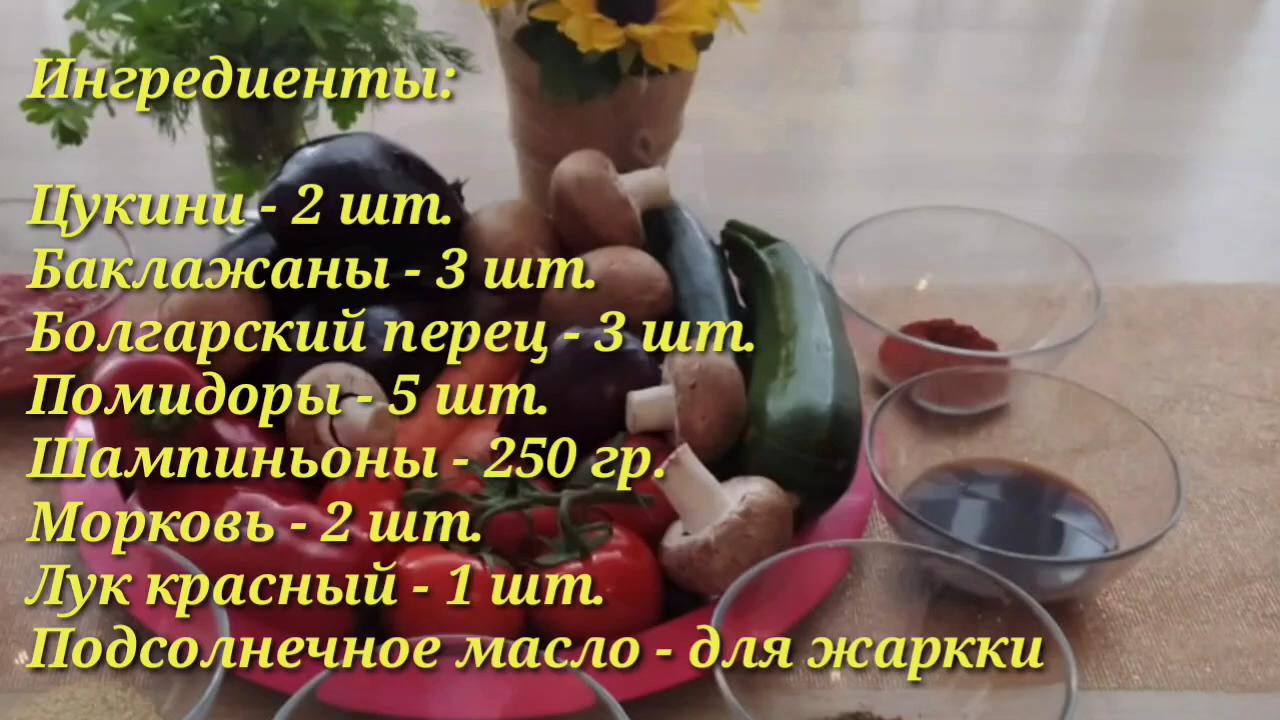 Ингредиенты:
Цукини - 2 шт.
Баклажаны - 3 шт.
Болгарский перец - 3 шт.
Помидоры - 5 шт.
Шампиньоны - 250 гр.
Морковь - 2 шт.
Лук красный - 1 шт.
Подсолнечное масло - для жаркки